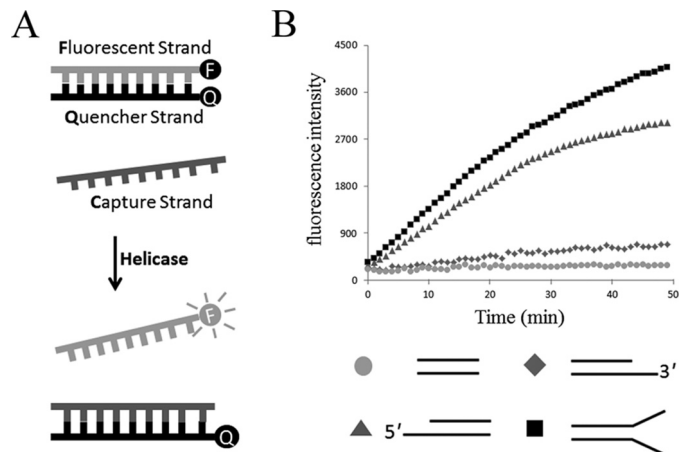 A
Fluorescent Strand
F
Q
Quencher Strand
Capture Strand
Helicase
F
Q
B
4500
3600
2700
1800
900
0
fluorescence intensity
0 10 20 30 40 50
Time (min)
3'
5'